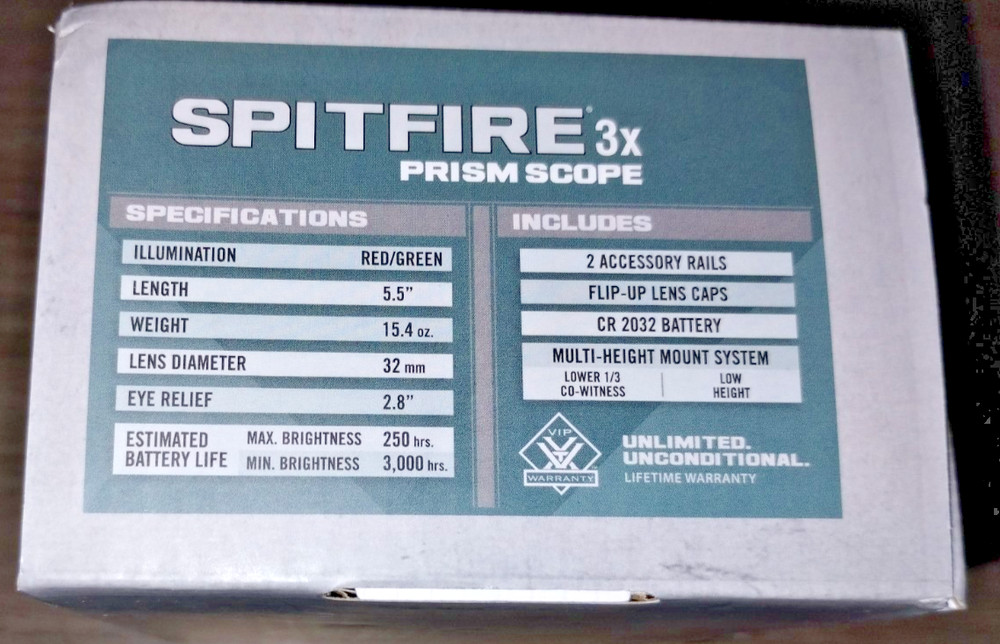 SPITFIRE® 3x
PRISM SCOPE
SPECIFICATIONS
ILLUMINATION RED/GREEN
LENGTH 5.5”
WEIGHT 15.4 oz.
LENS DIAMETER 32 mm
EYE RELIEF 2.8”
ESTIMATED BATTERY LIFE
MAX. BRIGHTNESS 250 hrs.
MIN. BRIGHTNESS 3,000 hrs.
INCLUDES
2 ACCESSORY RAILS
FLIP-UP LENS CAPS
CR 2032 BATTERY
MULTI-HEIGHT MOUNT SYSTEM
LOWER 1/3 CO-WITNESS
LOW HEIGHT
VIP
WARRANTY
UNLIMITED.
UNCONDITIONAL.
LIFETIME WARRANTY